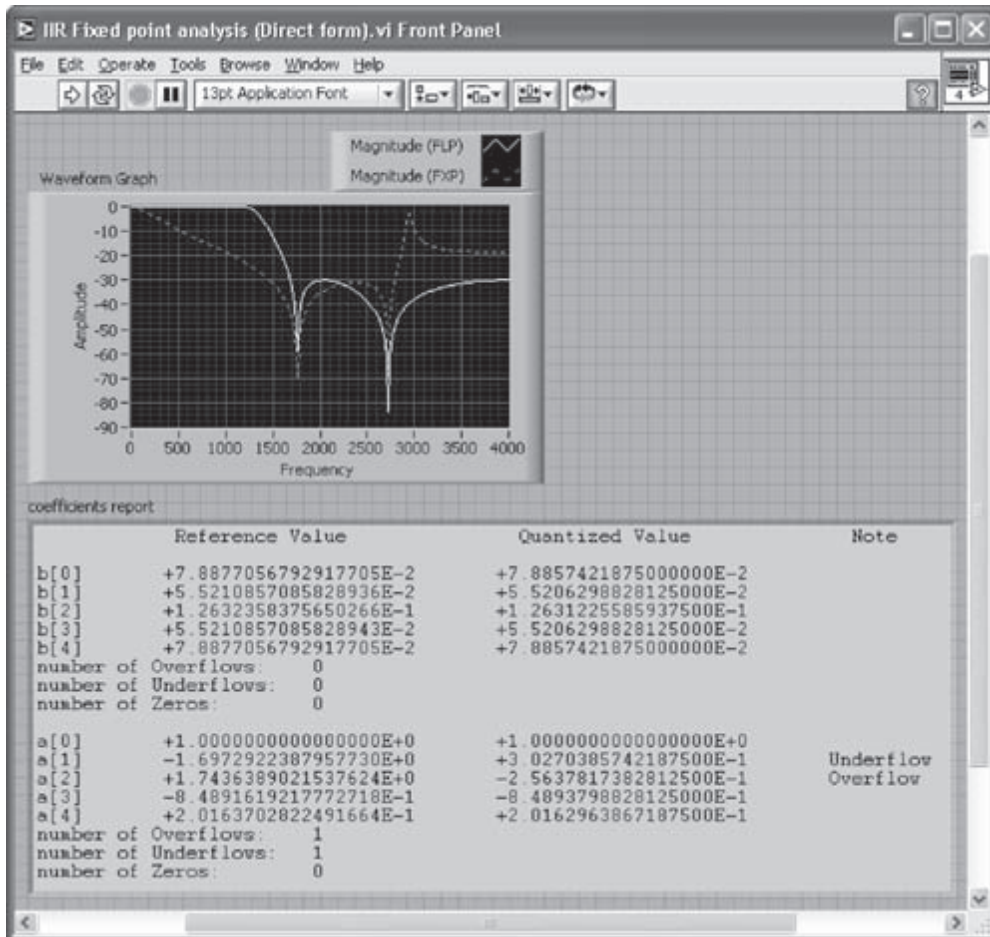 IIR Fixed point analysis (Direct form).vi Front Panel
File Edit Operate Tools Browse Window Help
13pt Application Font
4
Magnitude (FLP)
Magnitude (FXP)
Waveform Graph
Amplitude
0
-10
-20
-30
-40
-50
-60
-70
-80
-90
0 500 1000 1500 2000 2500 3000 3500 4000
Frequency
coefficients report
Reference Value Quantized Value Note
b[0] +7.8877056792917705E-2 +7.8857421875000000E-2
b[1] +5.5210857085828936E-2 +5.5206298828125000E-2
b[2] +1.2632358375650266E-1 +1.2631225585937500E-1
b[3] +5.5210857085828943E-2 +5.5206298828125000E-2
b[4] +7.8877056792917705E-2 +7.8857421875000000E-2
number of Overflows: 0
number of Underflows: 0
number of Zeros: 0
a[0] +1.0000000000000000E+0 +1.0000000000000000E+0
a[1] -1.6972922387957730E+0 +3.0270385742187500E-1 Underflow
a[2] +1.7436389021537624E+0 -2.5637817382812500E-1 Overflow
a[3] -8.4891619217772718E-1 -8.4893798828125000E-1
a[4] +2.0163702822491664E-1 +2.0162963867187500E-1
number of Overflows: 1
number of Underflows: 1
number of Zeros: 0